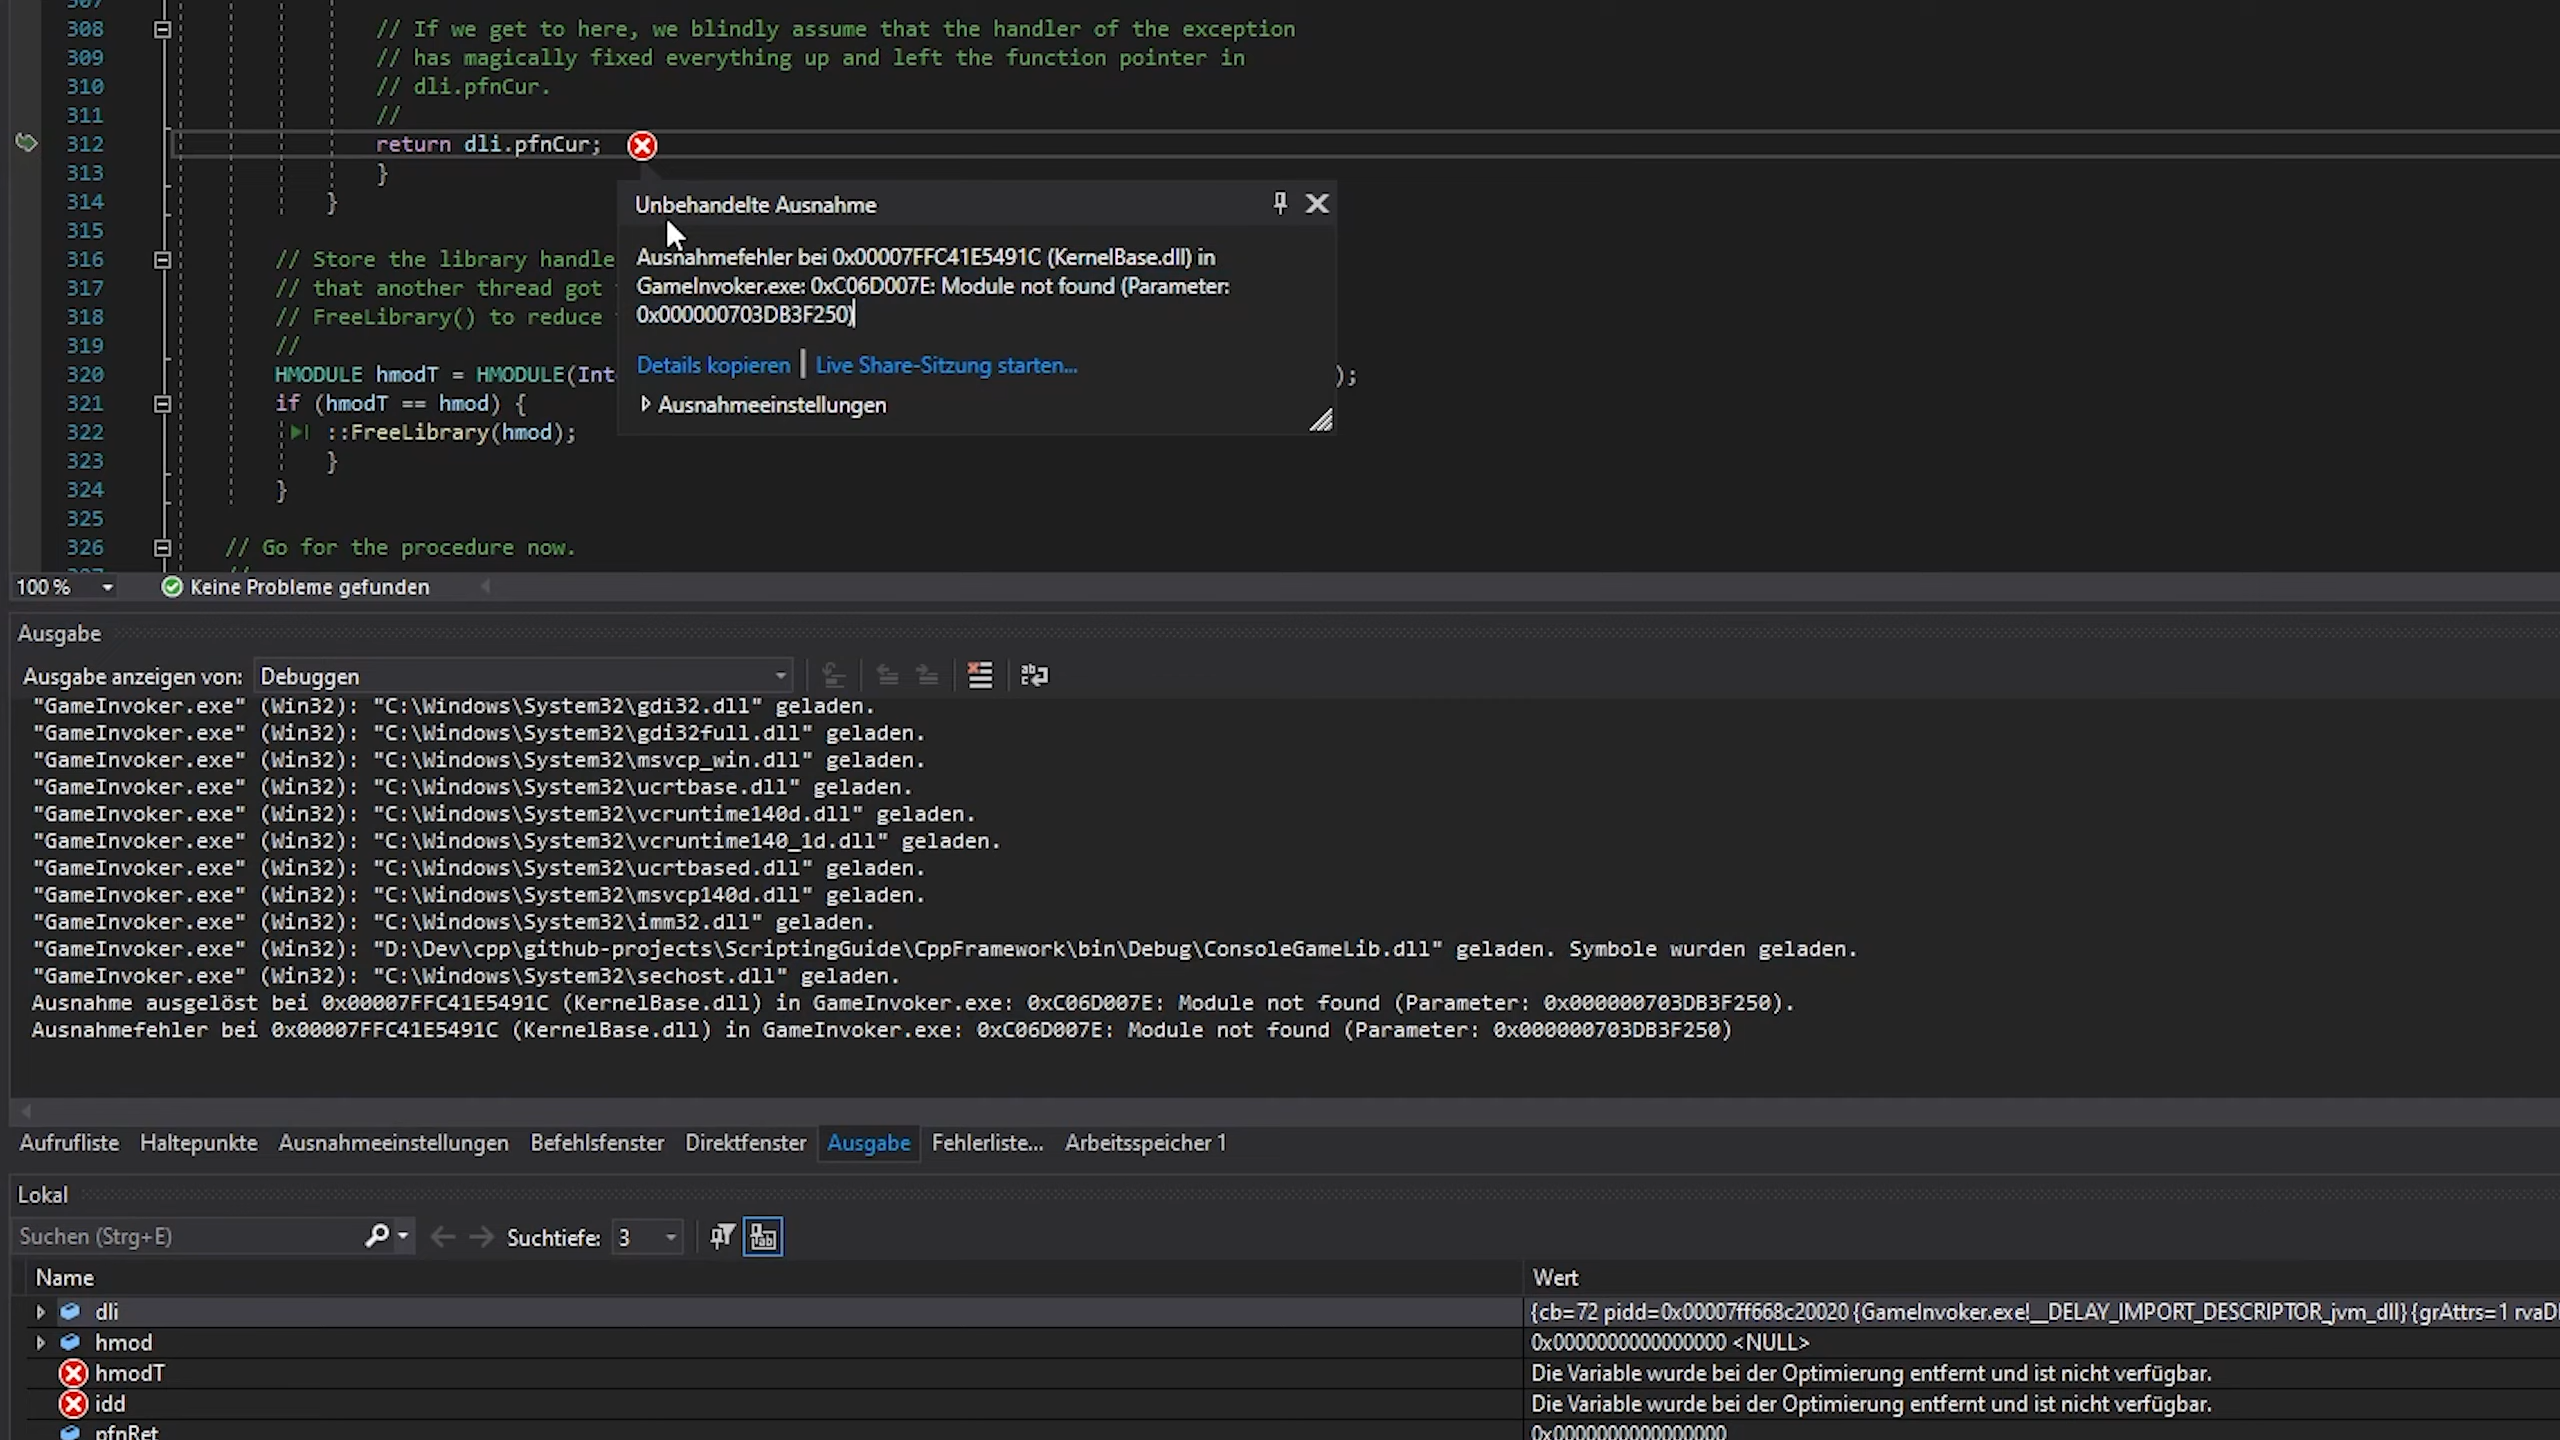 307
308 // If we get to here, we blindly assume that the handler of the exception
309 // has magically fixed everything up and left the function pointer in
310 // dli.pfnCur.
311 //
312 return dli.pfnCur;
313 }
314 }
315
316 // Store the library handle
317 // that another thread got
318 // FreeLibrary() to reduce
319 //
320 HMODULE hmodT = HMODULE(Int );
321 if (hmodT == hmod) {
322 ::FreeLibrary(hmod);
323 }
324 }
325
326 // Go for the procedure now.
Unbehandelte Ausnahme
Ausnahmefehler bei 0x00007FFC41E5491C (KernelBase.dll) in
GameInvoker.exe: 0xC06D007E: Module not found (Parameter:
0x000000703DB3F250)
Details kopieren | Live Share-Sitzung starten...
Ausnahmeeinstellungen
100 % Keine Probleme gefunden
Ausgabe
Ausgabe anzeigen von: Debuggen
"GameInvoker.exe" (Win32): "C:\Windows\System32\gdi32.dll" geladen.
"GameInvoker.exe" (Win32): "C:\Windows\System32\gdi32full.dll" geladen.
"GameInvoker.exe" (Win32): "C:\Windows\System32\msvcp_win.dll" geladen.
"GameInvoker.exe" (Win32): "C:\Windows\System32\ucrtbase.dll" geladen.
"GameInvoker.exe" (Win32): "C:\Windows\System32\vcruntime140d.dll" geladen.
"GameInvoker.exe" (Win32): "C:\Windows\System32\vcruntime140_1d.dll" geladen.
"GameInvoker.exe" (Win32): "C:\Windows\System32\ucrtbased.dll" geladen.
"GameInvoker.exe" (Win32): "C:\Windows\System32\msvcp140d.dll" geladen.
"GameInvoker.exe" (Win32): "C:\Windows\System32\imm32.dll" geladen.
"GameInvoker.exe" (Win32): "D:\Dev\cpp\github-projects\ScriptingGuide\CppFramework\bin\Debug\ConsoleGameLib.dll" geladen. Symbole wurden geladen.
"GameInvoker.exe" (Win32): "C:\Windows\System32\sechost.dll" geladen.
Ausnahme ausgelöst bei 0x00007FFC41E5491C (KernelBase.dll) in GameInvoker.exe: 0xC06D007E: Module not found (Parameter: 0x000000703DB3F250).
Ausnahmefehler bei 0x00007FFC41E5491C (KernelBase.dll) in GameInvoker.exe: 0xC06D007E: Module not found (Parameter: 0x000000703DB3F250)
Aufrufliste Haltepunkte Ausnahmeeinstellungen Befehlsfenster Direktfenster Ausgabe Fehlerliste... Arbeitsspeicher 1
Lokal
Suchen (Strg+E) Suchtiefe: 3
Name Wert
dli {cb=72 pidd=0x00007ff668c20020 {GameInvoker.exe!__DELAY_IMPORT_DESCRIPTOR_jvm_dll} {grAttrs=1 rvaD
hmod 0x0000000000000000 <NULL>
hmodT Die Variable wurde bei der Optimierung entfernt und ist nicht verfügbar.
idd Die Variable wurde bei der Optimierung entfernt und ist nicht verfügbar.
pfnRet 0x0000000000000000